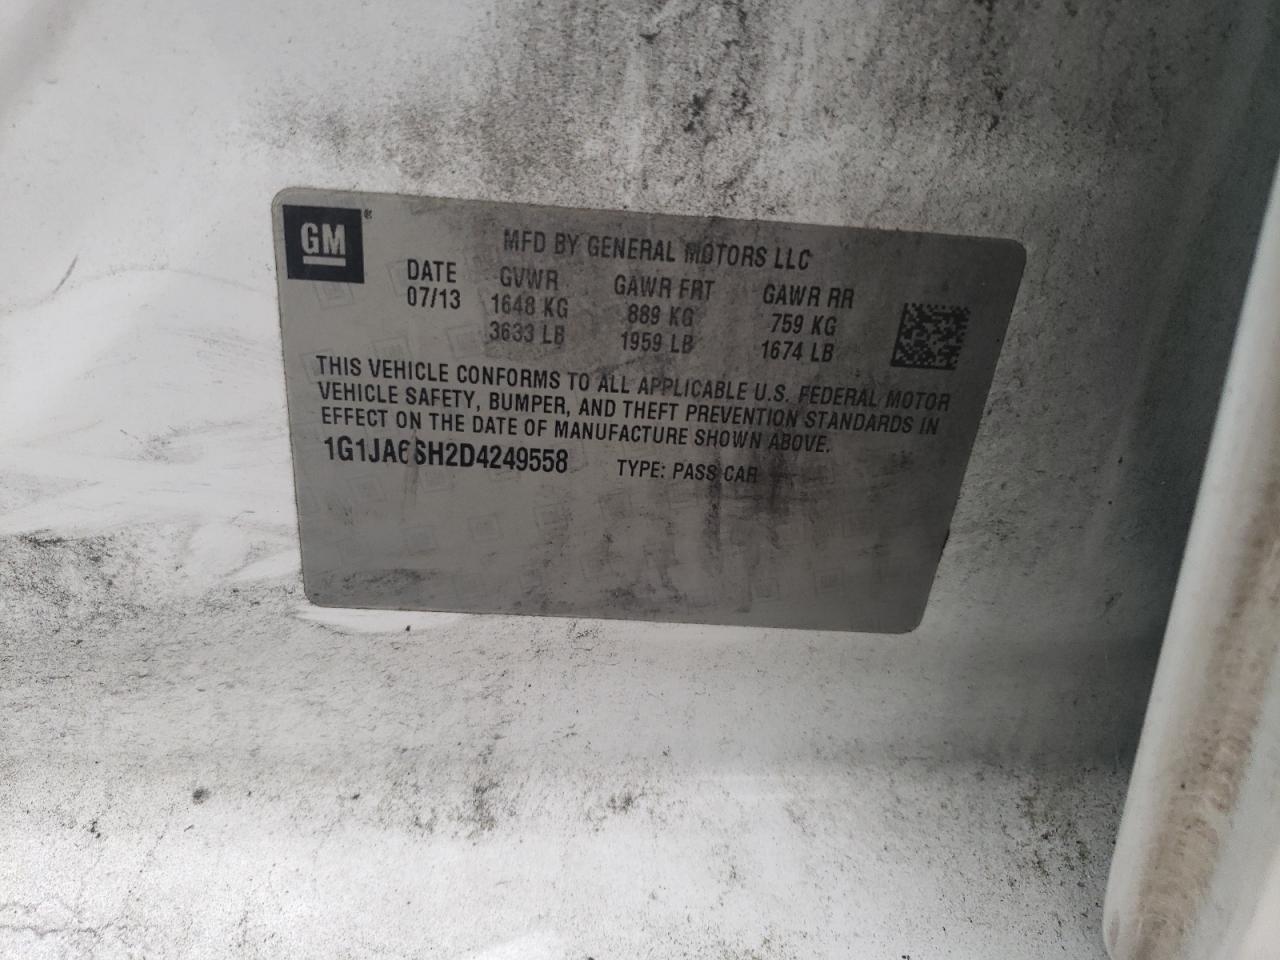 GM®
MFD BY GENERAL MOTORS LLC
DATE GVWR GAWR FRT GAWR RR
07/13 1648 KG 889 KG 759 KG
3633 LB 1959 LB 1674 LB
THIS VEHICLE CONFORMS TO ALL APPLICABLE U.S. FEDERAL MOTOR
VEHICLE SAFETY, BUMPER, AND THEFT PREVENTION STANDARDS IN
EFFECT ON THE DATE OF MANUFACTURE SHOWN ABOVE.
1G1JA6SH2D4249558 TYPE: PASS CAR